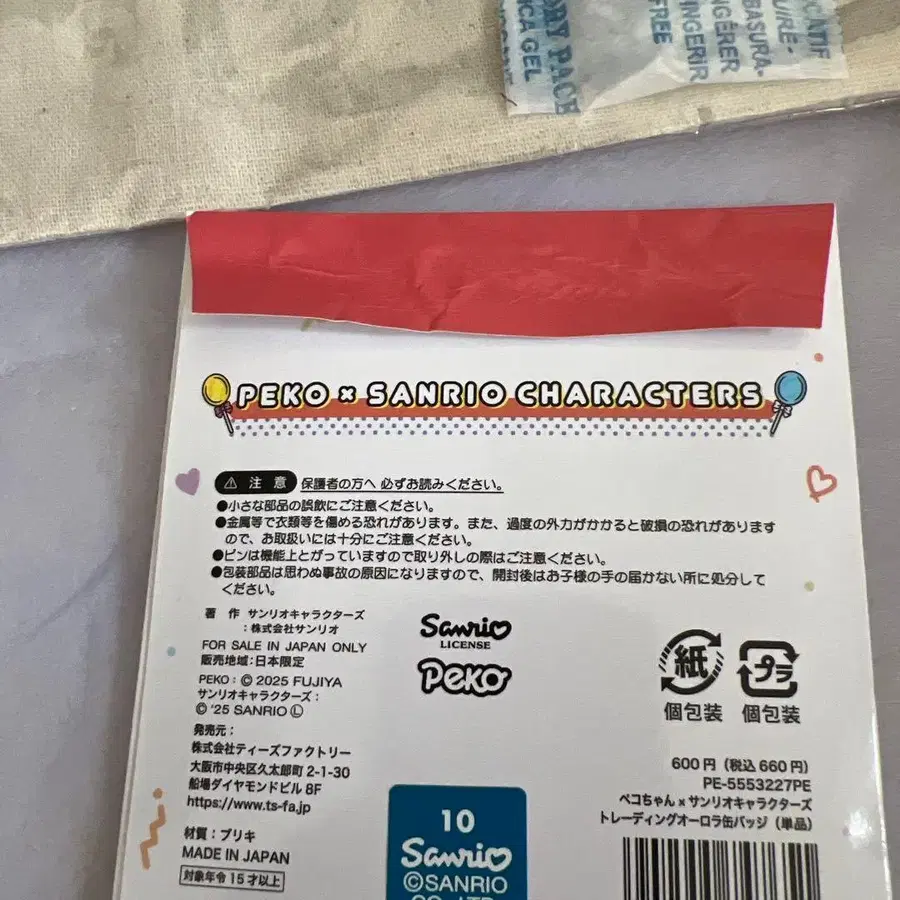 DRY PACK
ICA GEL
FREE
INGERIR
INGÉRER
BASURA-
CATIF
PEKO × SANRIO CHARACTERS
⚠ 注意 保護者の方へ 必ずお読みください。
●小さな部品の誤飲にご注意ください。
●金属等で衣類等を傷める恐れがあります。また、過度の外力がかかると破損の恐れがあります
ので、お取扱いには十分にご注意ください。
●ピンは機能上とがっていますので取り外しの際はご注意ください。
●包装部品は思わぬ事故の原因になりますので、開封後はお子様の手の届かない所に処分して
ください。
著 作 サンリオキャラクターズ
：株式会社サンリオ
FOR SALE IN JAPAN ONLY
販売地域：日本限定
PEKO：© 2025 FUJIYA
サンリオキャラクターズ：
© '25 SANRIO Ⓛ
発売元：
株式会社ティーズファクトリー
大阪市中央区久太郎町 2-1-30
船場ダイヤモンドビル 8F
https://www.ts-fa.jp
材質：ブリキ
MADE IN JAPAN
対象年令 15才以上
Sanrio
LICENSE
Peko
紙
個包装
プラ
個包装
600円（税込660円）
PE-5553227PE
ペコちゃん×サンリオキャラクターズ
トレーディングオーロラ缶バッジ（単品）
10
Sanrio
©SANRIO
CO., LTD.